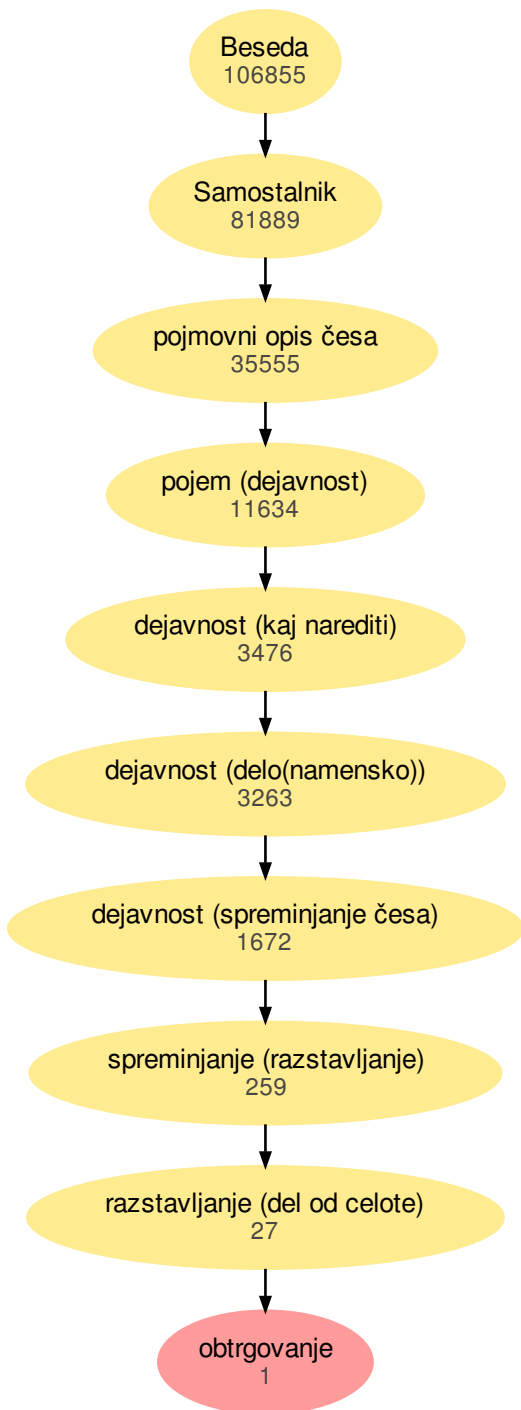 Beseda
106855
Samostalnik
81889
pojmovni opis česa
35555
pojem (dejavnost)
11634
dejavnost (kaj narediti)
3476
dejavnost (delo(namensko))
3263
dejavnost (spreminjanje česa)
1672
spreminjanje (razstavljanje)
259
razstavljanje (del od celote)
27
obtrgovanje
1